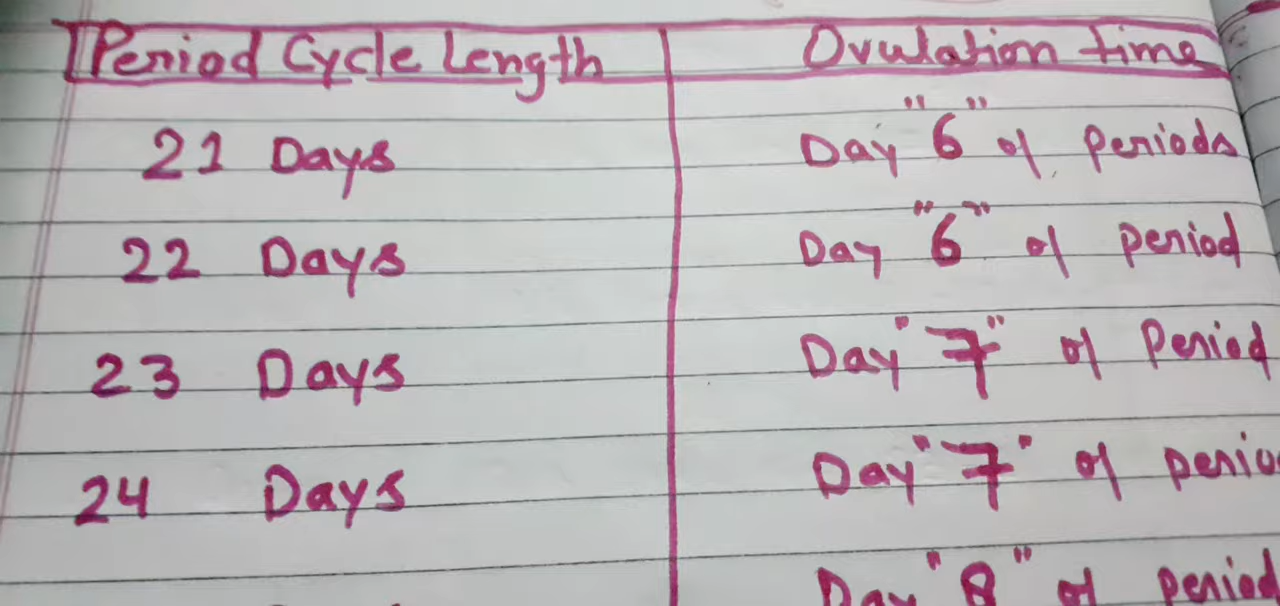 Period Cycle Length Ovulation time
21 Days Day "6" of periods
22 Days Day "6" of period
23 Days Day "7" of Period
24 Days Day "7" of perio
Day "8" of period